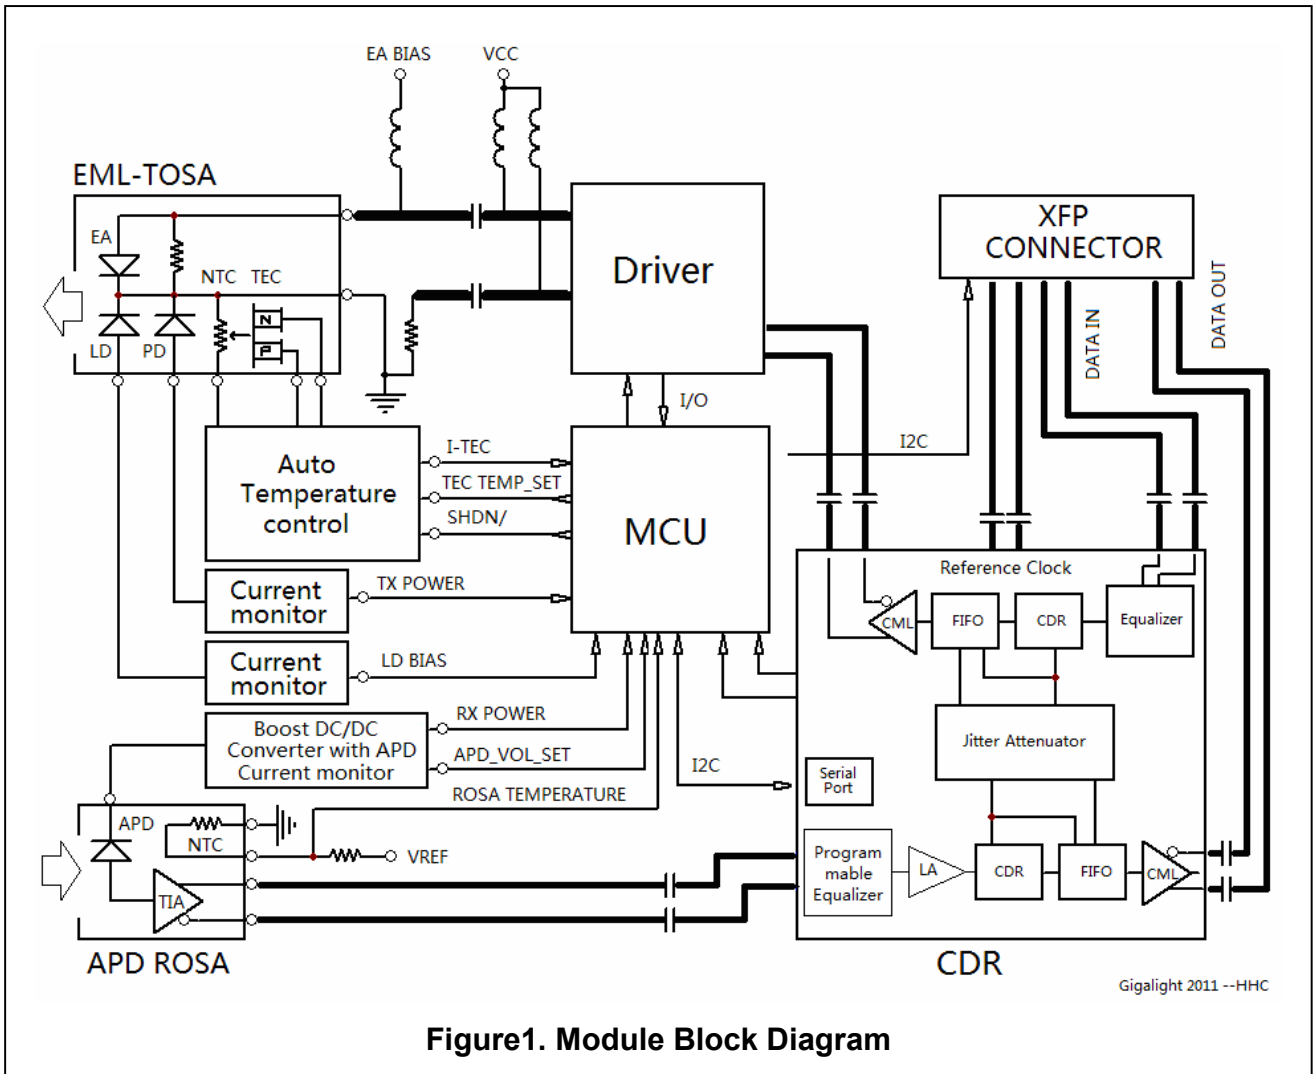 EA BIAS
VCC
EML-TOSA
EA
NTC TEC
N
P
LD
PD
Driver
XFP
CONNECTOR
DATA IN
DATA OUT
I/O
I2C
Auto
Temperature
control
I-TEC
TEC TEMP_SET
SHDN/
MCU
Current
monitor
TX POWER
Current
monitor
LD BIAS
Boost DC/DC
Converter with APD
Current monitor
RX POWER
APD_VOL_SET
ROSA TEMPERATURE
I2C
Reference Clock
CML
FIFO
CDR
Equalizer
Jitter Attenuator
Serial
Port
APD
NTC
VREF
TIA
APD ROSA
Program
mable
Equalizer
LA
CDR
FIFO
CML
CDR
Gigalight 2011 --HHC
Figure1. Module Block Diagram